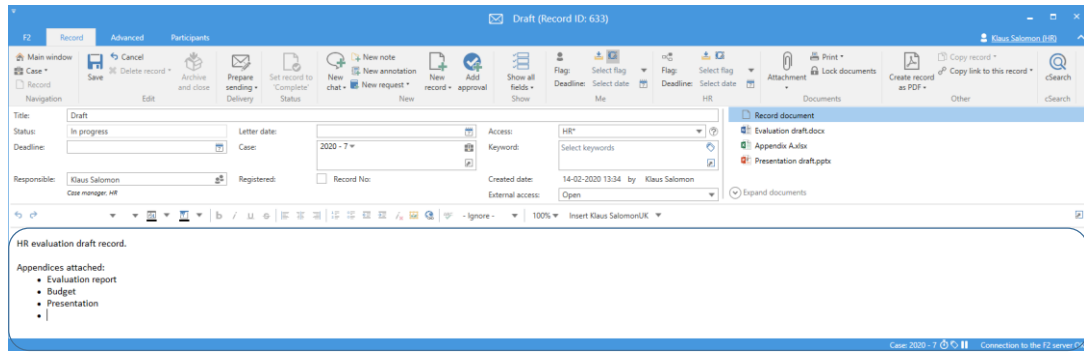 Draft (Record ID: 633)
F2 Record Advanced Participants Klaus Salomon (HR)
Main window
Case
Record
Navigation
Save
Cancel
Delete record
Archive and close
Edit
Prepare sending
Delivery
Set record to 'Complete'
Status
New chat
New note
New annotation
New request
New record
Add approval
New
Show all fields
Show
Flag: Select flag
Deadline: Select date
Me
Flag: Select flag
Deadline: Select date
HR
Attachment
Print
Lock documents
Documents
Create record as PDF
Copy record
Copy link to this record
Other
cSearch
cSearch
Title: Draft
Status: In progress Letter date: Access: HR*
Deadline: Case: 2020 - 7 Keyword: Select keywords
Responsible: Klaus Salomon Registered: Record No: Created date: 14-02-2020 13:34 by Klaus Salomon
Case manager, HR
External access: Open
Record document
Evaluation draft.docx
Appendix A.xlsx
Presentation draft.pptx
Expand documents
b / u - Ignore - 100% Insert Klaus SalomonUK
HR evaluation draft record.
Appendices attached:
• Evaluation report
• Budget
• Presentation
•
Case: 2020 - 7 Connection to the F2 server